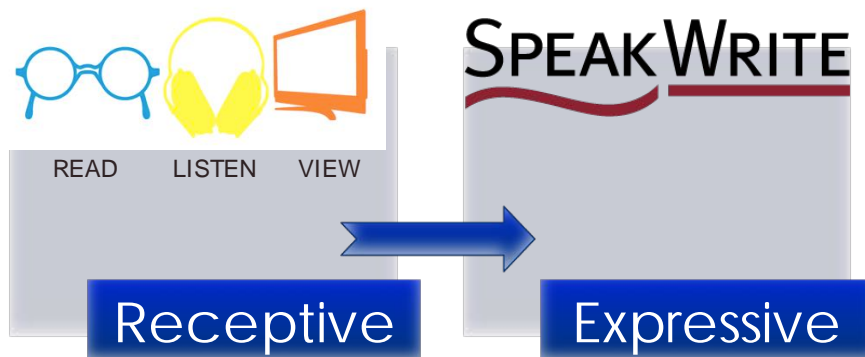 READ LISTEN VIEW
Receptive
SPEAKWRITE
Expressive